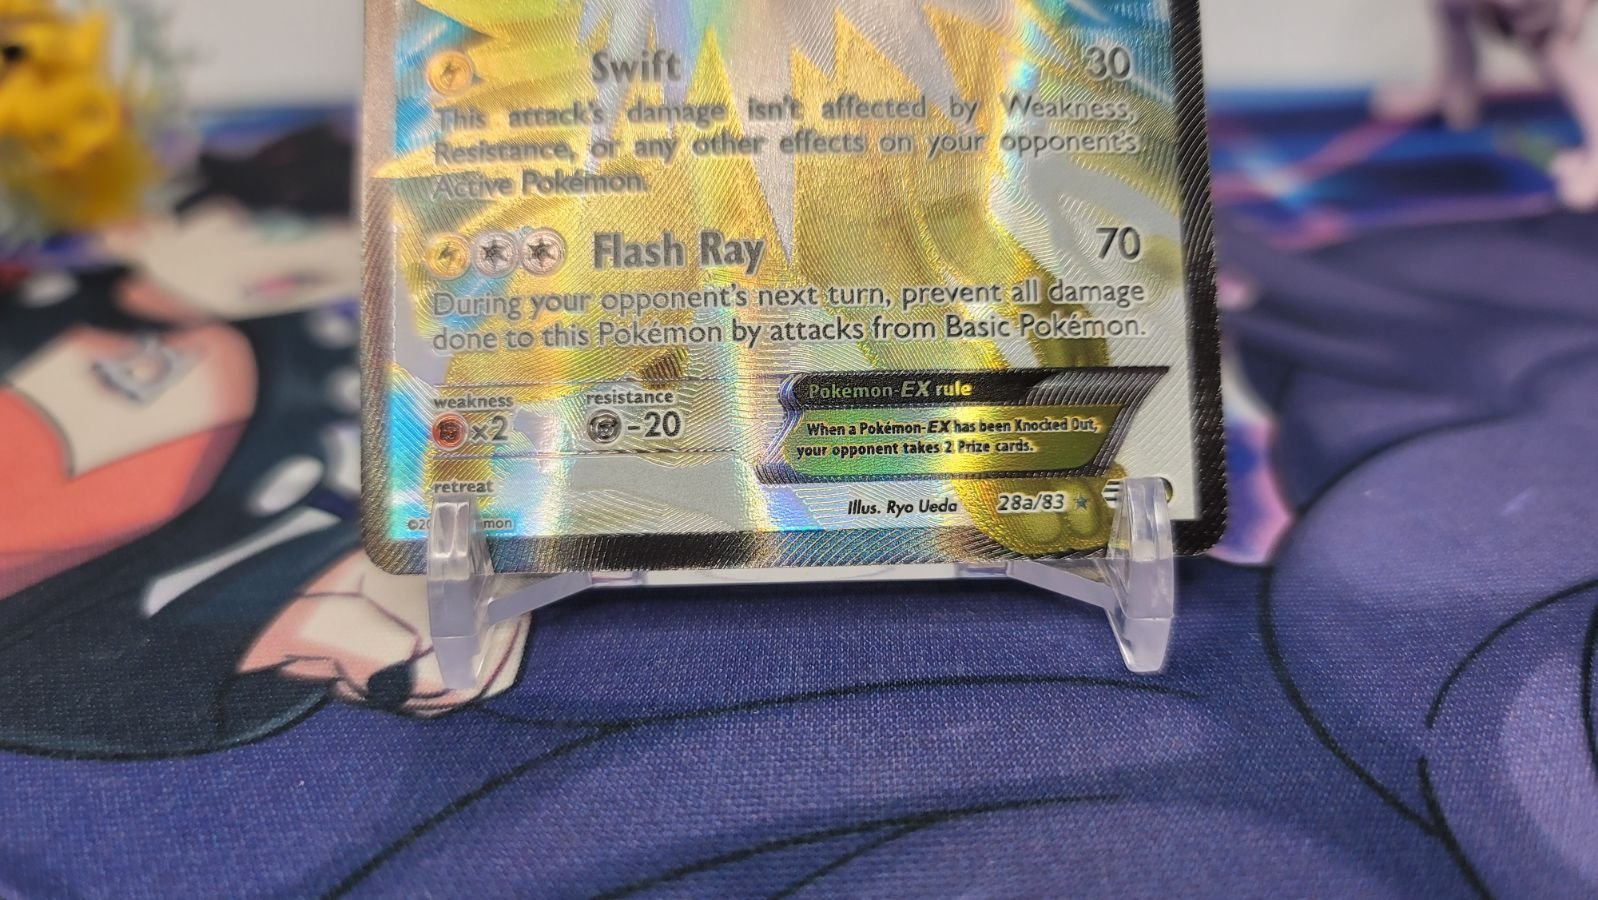 Swift 30
This attack's damage isn't affected by Weakness,
Resistance, or any other effects on your opponent's
Active Pokémon.
Flash Ray 70
During your opponent's next turn, prevent all damage
done to this Pokémon by attacks from Basic Pokémon.
weakness resistance
×2 -20
Pokémon-EX rule
When a Pokémon-EX has been Knocked Out,
your opponent takes 2 Prize cards.
retreat
Illus. Ryo Ueda 28a/83